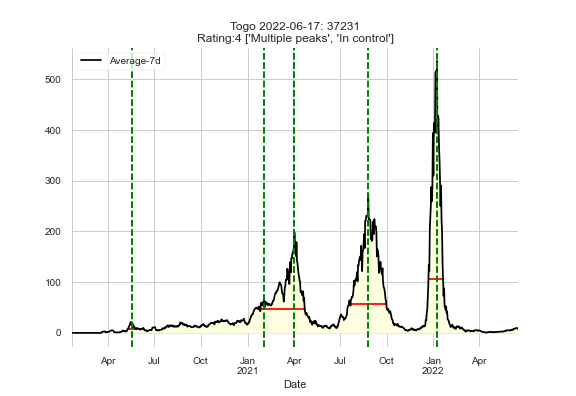 Togo 2022-06-17: 37231
Rating:4 ['Multiple peaks', 'In control']
Average-7d
500
400
300
200
100
0
Apr Jul Oct Jan Apr Jul Oct Jan Apr
2021 2022
Date